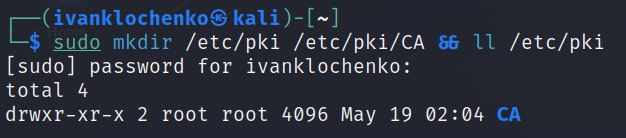 ┌──(ivanklochenko㉿kali)-[~]
└─$ sudo mkdir /etc/pki /etc/pki/CA && ll /etc/pki
[sudo] password for ivanklochenko:
total 4
drwxr-xr-x 2 root root 4096 May 19 02:04 CA